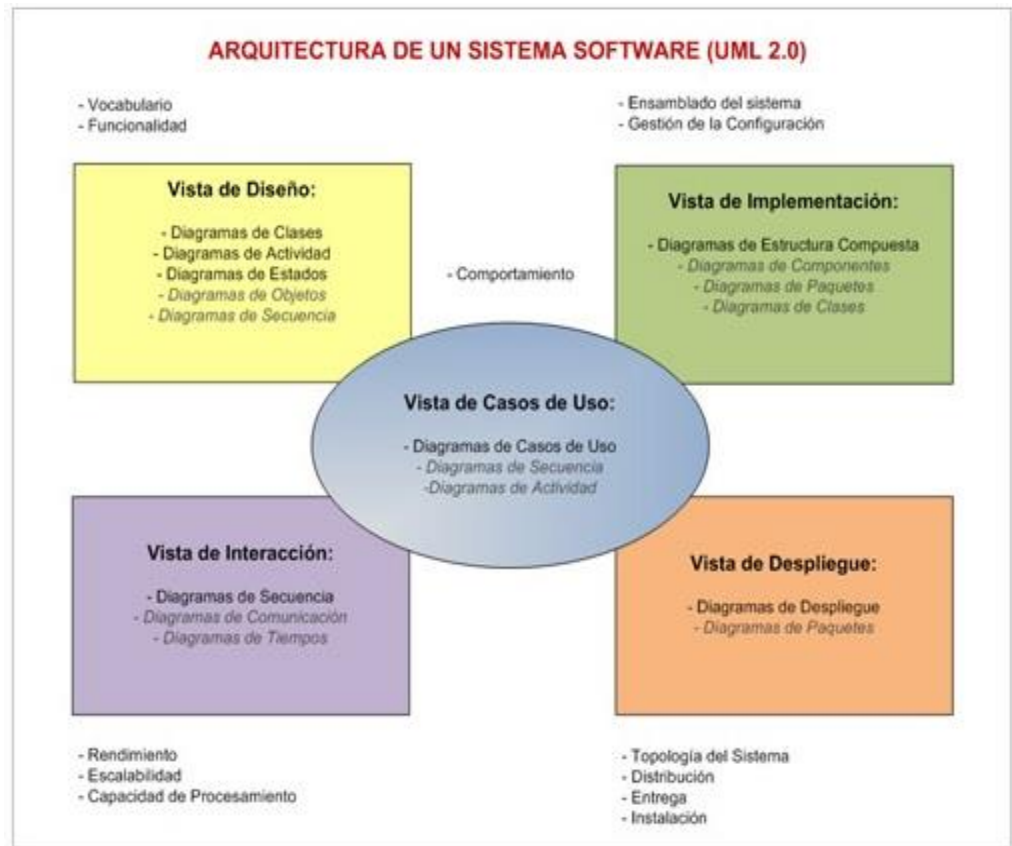 ARQUITECTURA DE UN SISTEMA SOFTWARE (UML 2.0)
- Vocabulario
- Funcionalidad
- Ensamblado del sistema
- Gestión de la Configuración
Vista de Diseño:
- Diagramas de Clases
- Diagramas de Actividad
- Diagramas de Estados
- Diagramas de Objetos
- Diagramas de Secuencia
- Comportamiento
Vista de Implementación:
- Diagramas de Estructura Compuesta
- Diagramas de Componentes
- Diagramas de Paquetes
- Diagramas de Clases
Vista de Casos de Uso:
- Diagramas de Casos de Uso
- Diagramas de Secuencia
-Diagramas de Actividad
Vista de Interacción:
- Diagramas de Secuencia
- Diagramas de Comunicación
- Diagramas de Tiempos
Vista de Despliegue:
- Diagramas de Despliegue
- Diagramas de Paquetes
- Rendimiento
- Escalabilidad
- Capacidad de Procesamiento
- Topología del Sistema
- Distribución
- Entrega
- Instalación